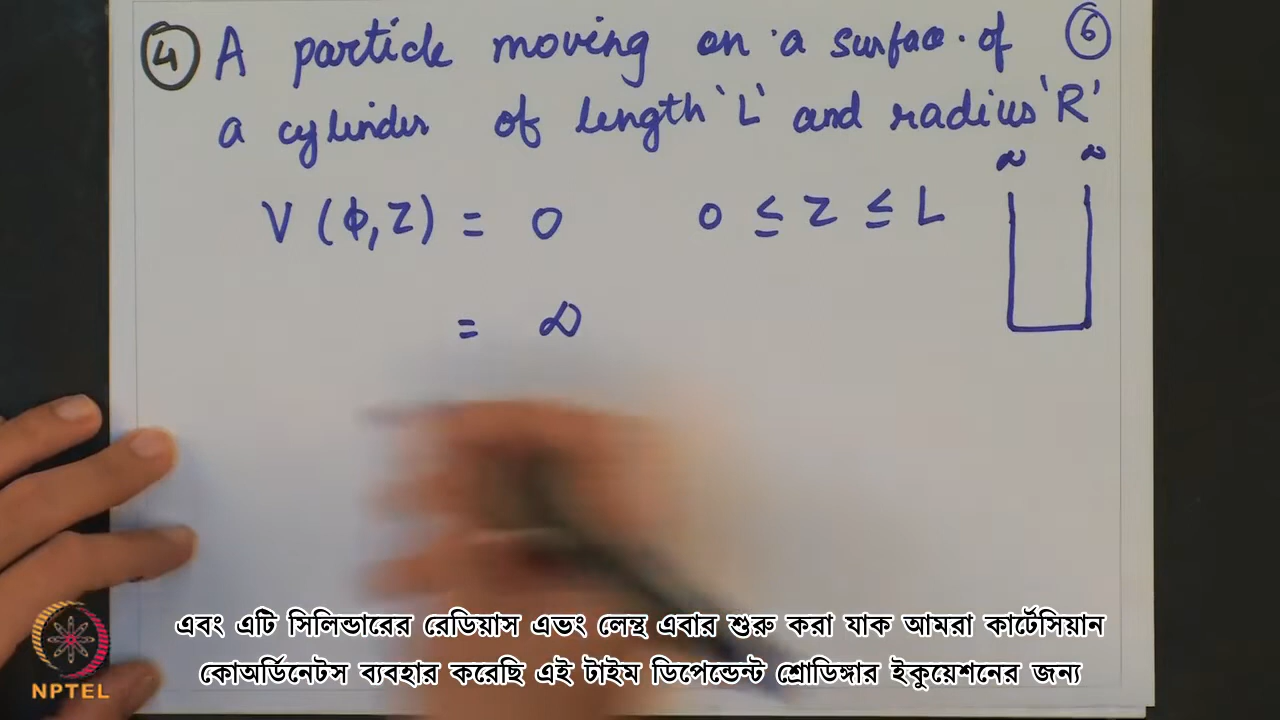 ④ A particle moving on a surface of ⑥
a cylinder of length 'L' and radius 'R'
∞ ∞
V (φ, Z) = 0 0 ≤ Z ≤ L
= ∞
এবং এটি সিলিন্ডারের রেডিয়াস এভং লেন্থ এবার শুরু করা যাক আমরা কার্টেসিয়ান
কোঅর্ডিনেটস ব্যবহার করেছি এই টাইম ডিপেন্ডেন্ট শ্রোডিঙ্গার ইকুয়েশনের জন্য
NPTEL